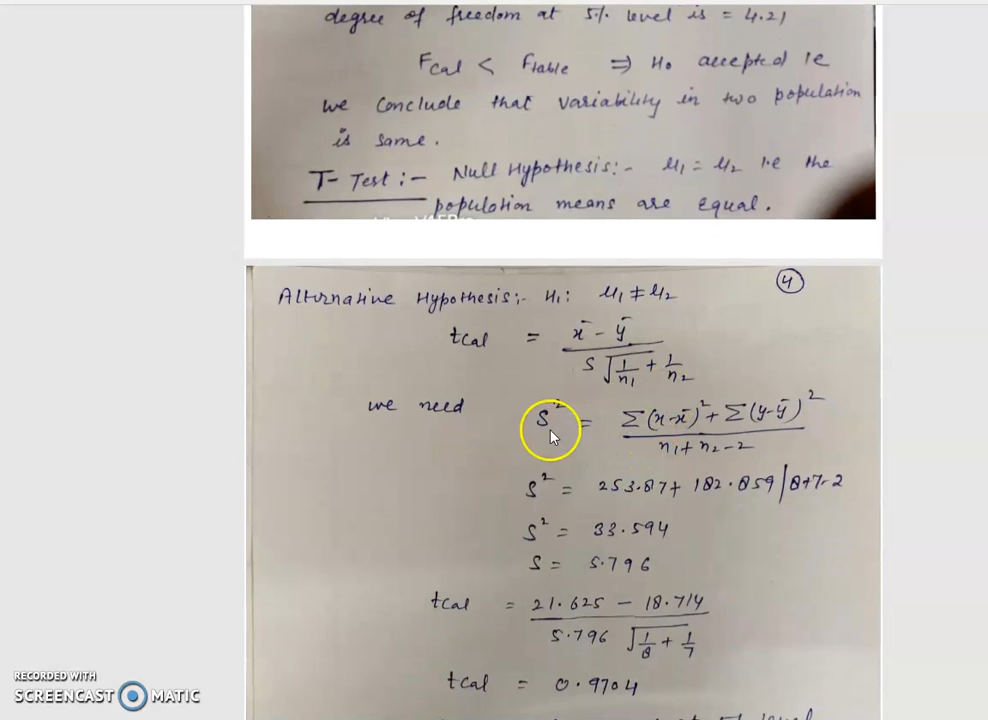 degree of freedom at 5% level is = 4.21
Fcal < Ftable ⇒ H₀ accepted ie
we conclude that variability in two population
is same.
T-Test :- Null Hypothesis:- μ₁ = μ₂ i.e the
population means are equal.
Alternative Hypothesis:- H₁: μ₁ ≠ μ₂
④
tcal = x̄ - ȳ / S √(1/n₁ + 1/n₂)
we need S² = Σ(x-x̄)² + Σ(y-ȳ)² / n₁+n₂-2
S² = 253.87+ 182.859 / 8+7-2
S² = 33.594
S = 5.796
tcal = 21.625 - 18.714 / 5.796 √(1/8 + 1/7)
tcal = 0.9704
RECORDED WITH
SCREENCAST MATIC